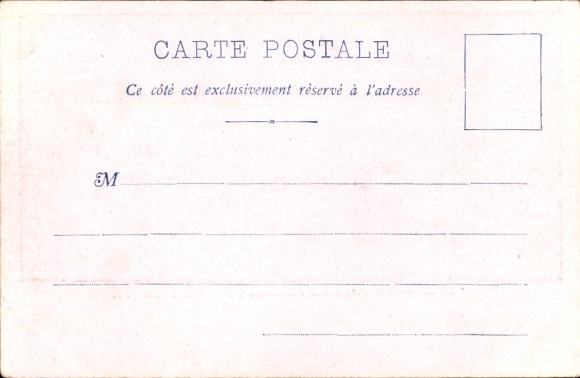 CARTE POSTALE
Ce côté est exclusivement réservé à l'adresse
M